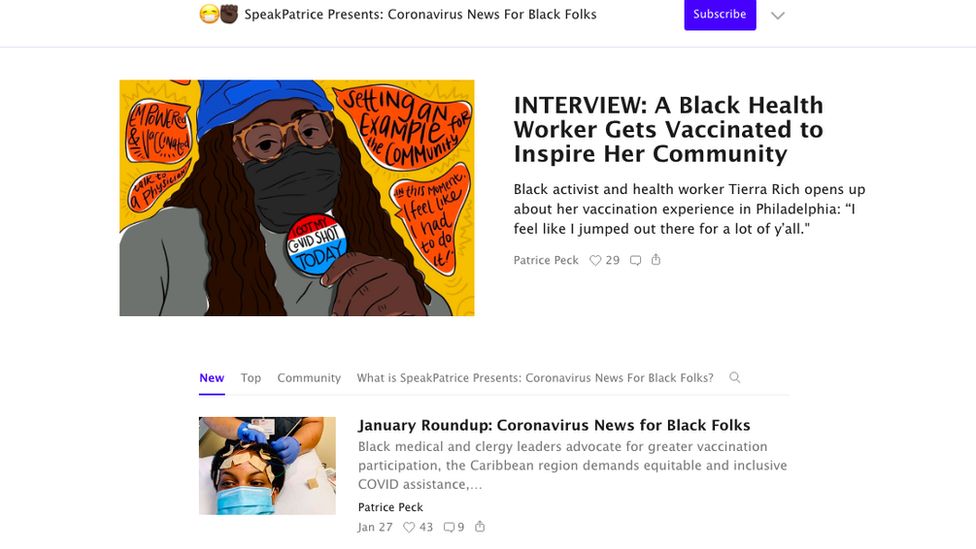 SpeakPatrice Presents: Coronavirus News For Black Folks
Subscribe
EMPOWERED
& VACCINATED
talk to
a Physician
SETTING AN
EXAMPLE FOR
the COMMUNITY
in this moment,
I feel like
I had
to do
it!
I GOT MY
COVID SHOT
TODAY
INTERVIEW: A Black Health
Worker Gets Vaccinated to
Inspire Her Community
Black activist and health worker Tierra Rich opens up
about her vaccination experience in Philadelphia: “I
feel like I jumped out there for a lot of y'all."
Patrice Peck 29
New Top Community What is SpeakPatrice Presents: Coronavirus News For Black Folks?
January Roundup: Coronavirus News for Black Folks
Black medical and clergy leaders advocate for greater vaccination
participation, the Caribbean region demands equitable and inclusive
COVID assistance,…
Patrice Peck
Jan 27 43 9